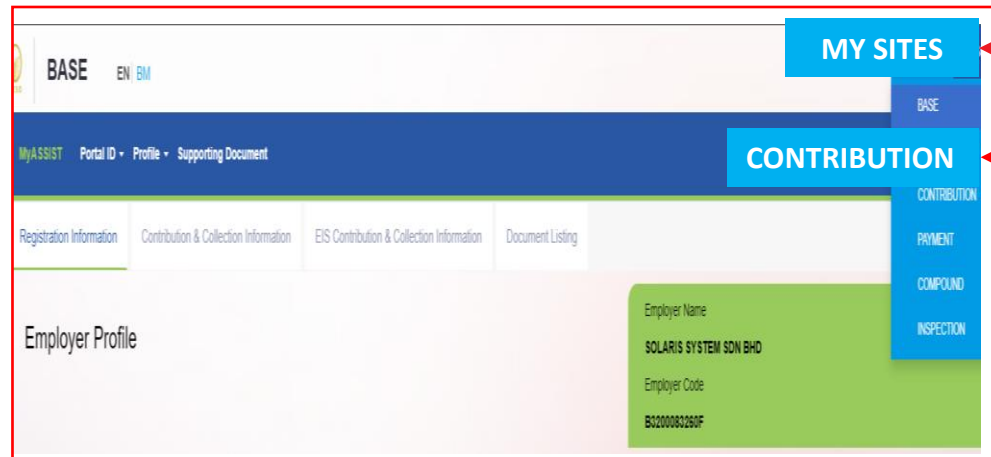 MY SITES
BASE EN BM
BASE
MyASSIST Portal ID Profile Supporting Document
CONTRIBUTION
CONTRIBUTION
Registration Information Contribution & Collection Information EIS Contribution & Collection Information Document Listing
PAYMENT
COMPOUND
INSPECTION
Employer Profile
Employer Name
SOLARIS SYSTEM SDN BHD
Employer Code
B3200083260F